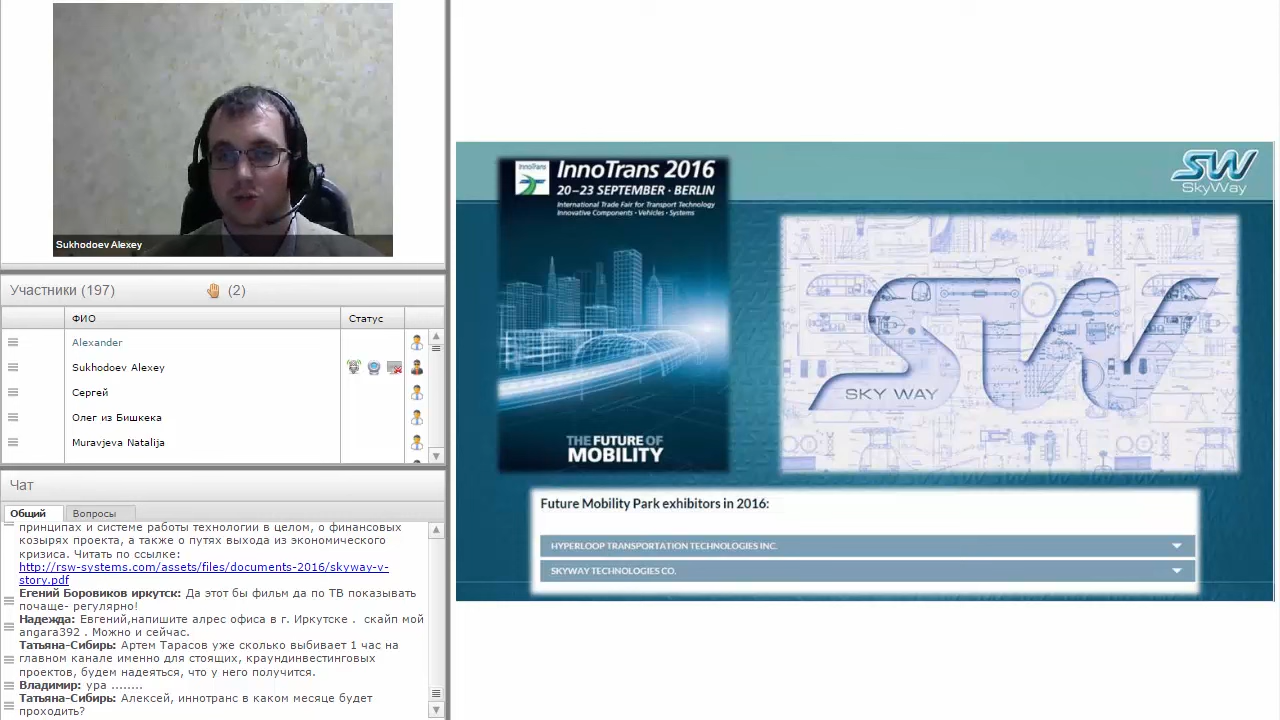 Sukhodoev Alexey
Участники (197)
(2)
ФИО
Статус
Alexander
Sukhodoev Alexey
Сергей
Олег из Бишкека
Muravjeva Natalija
Чат
Общий
Вопросы
принципах и системе работы технологии в целом, о финансовых
козырях проекта, а также о путях выхода из экономического
кризиса. Читать по ссылке:
http://rsw-systems.com/assets/files/documents-2016/skyway-v-
story.pdf
Егений Боровиков иркутск: Да этот бы фильм да по ТВ показывать
почаще- регулярно!
Надежда: Евгений,напишите алрес офиса в г. Иркутске . скайп мой
angara392 . Можно и сейчас.
Татьяна-Сибирь: Артем Тарасов уже сколько выбивает 1 час на
главном канале именно для стоящих, краундинвестинговых
проектов, будем надеяться, что у него получится.
Владимир: ура ........
Татьяна-Сибирь: Алексей, иннотранс в каком месяце будет
проходить?
InnoTrans
InnoTrans 2016
20–23 SEPTEMBER · BERLIN
International Trade Fair for Transport Technology
Innovative Components · Vehicles · Systems
THE FUTURE OF
MOBILITY
SW
SkyWay
SW
SKY WAY
Future Mobility Park exhibitors in 2016:
HYPERLOOP TRANSPORTATION TECHNOLOGIES INC.
SKYWAY TECHNOLOGIES CO.